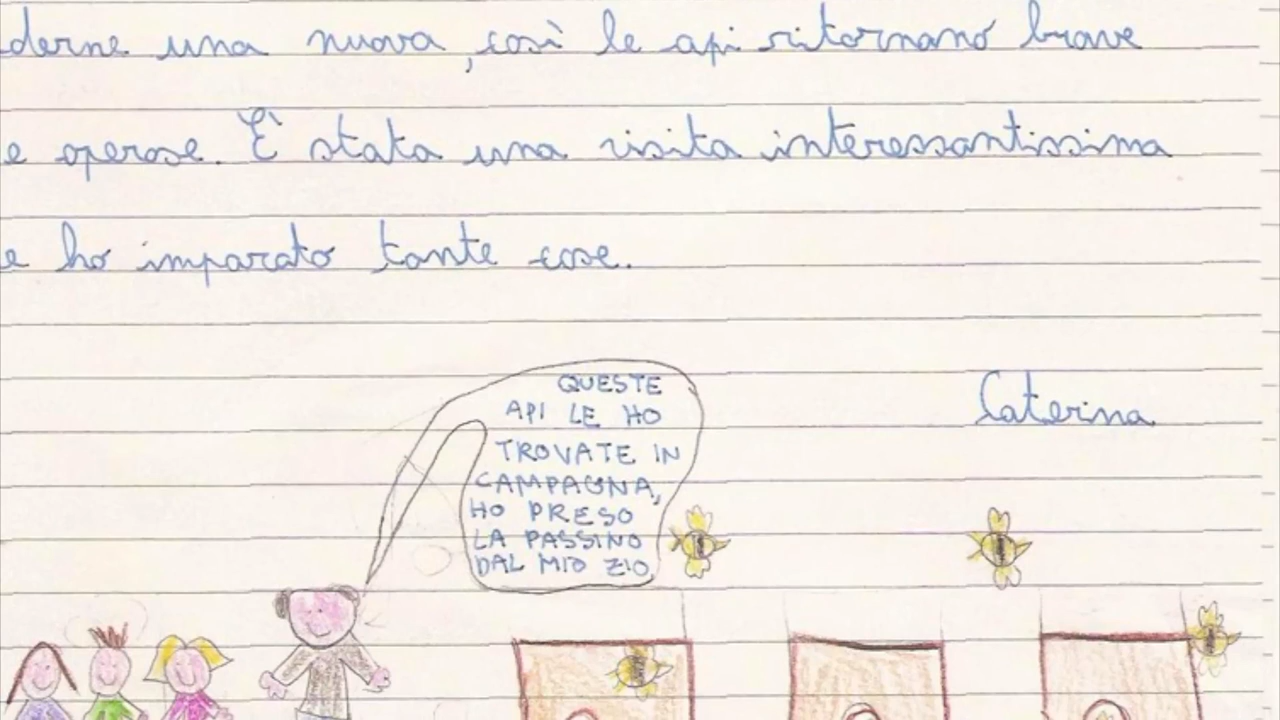 derne una nuova, così le api ritornano brave
e operose. È stata una visita interessantissima
e ho imparato tante cose.
QUESTE
API LE HO
TROVATE IN
CAMPAGNA,
HO PRESO
LA PASSINO
DAL MIO ZIO
Caterina